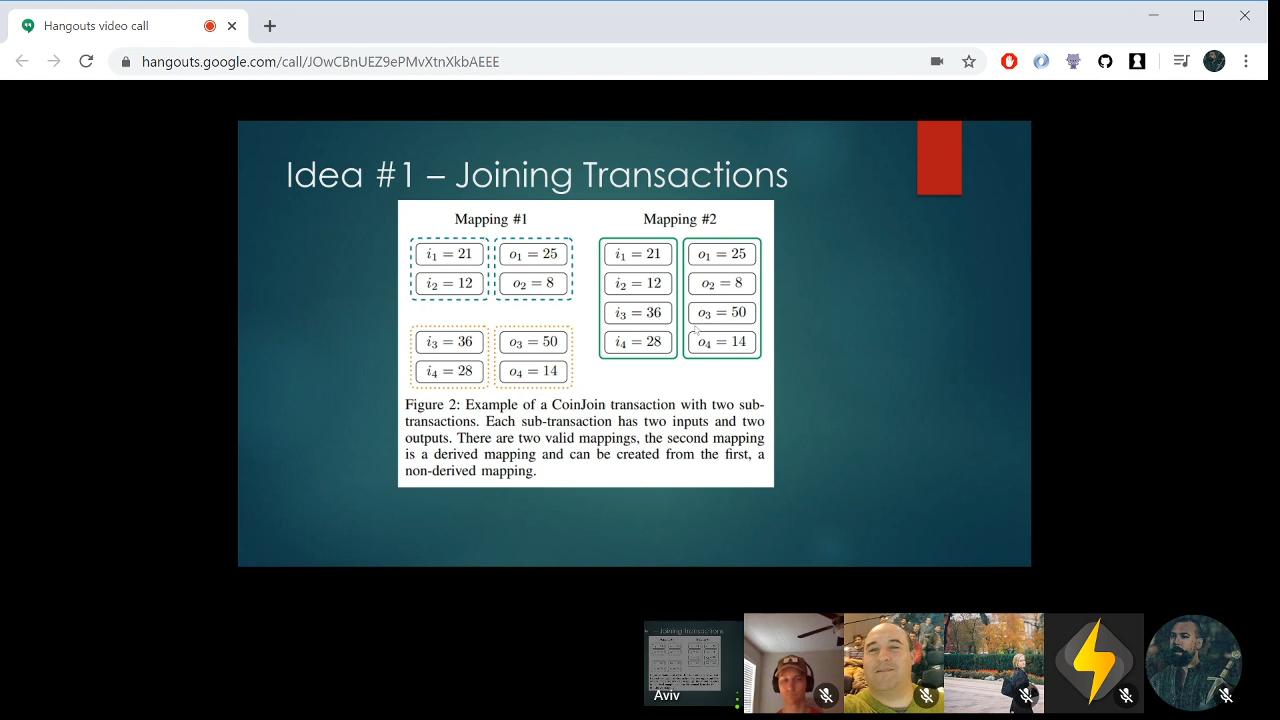 Hangouts video call
hangouts.google.com/call/JOwCBnUEZ9ePMvXtnXkbAEEE
Idea #1 – Joining Transactions
Mapping #1
i₁ = 21
o₁ = 25
i₂ = 12
o₂ = 8
i₃ = 36
o₃ = 50
i₄ = 28
o₄ = 14
Mapping #2
i₁ = 21
o₁ = 25
i₂ = 12
o₂ = 8
i₃ = 36
o₃ = 50
i₄ = 28
o₄ = 14
Figure 2: Example of a CoinJoin transaction with two sub-
transactions. Each sub-transaction has two inputs and two
outputs. There are two valid mappings, the second mapping
is a derived mapping and can be created from the first, a
non-derived mapping.
– Joining Transactions
Aviv